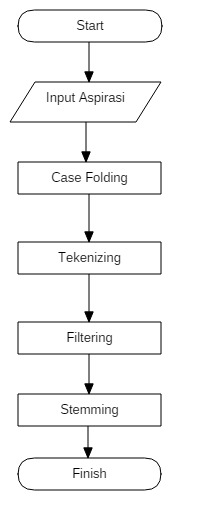 Start
Input Aspirasi
Case Folding
Tekenizing
Filtering
Stemming
Finish